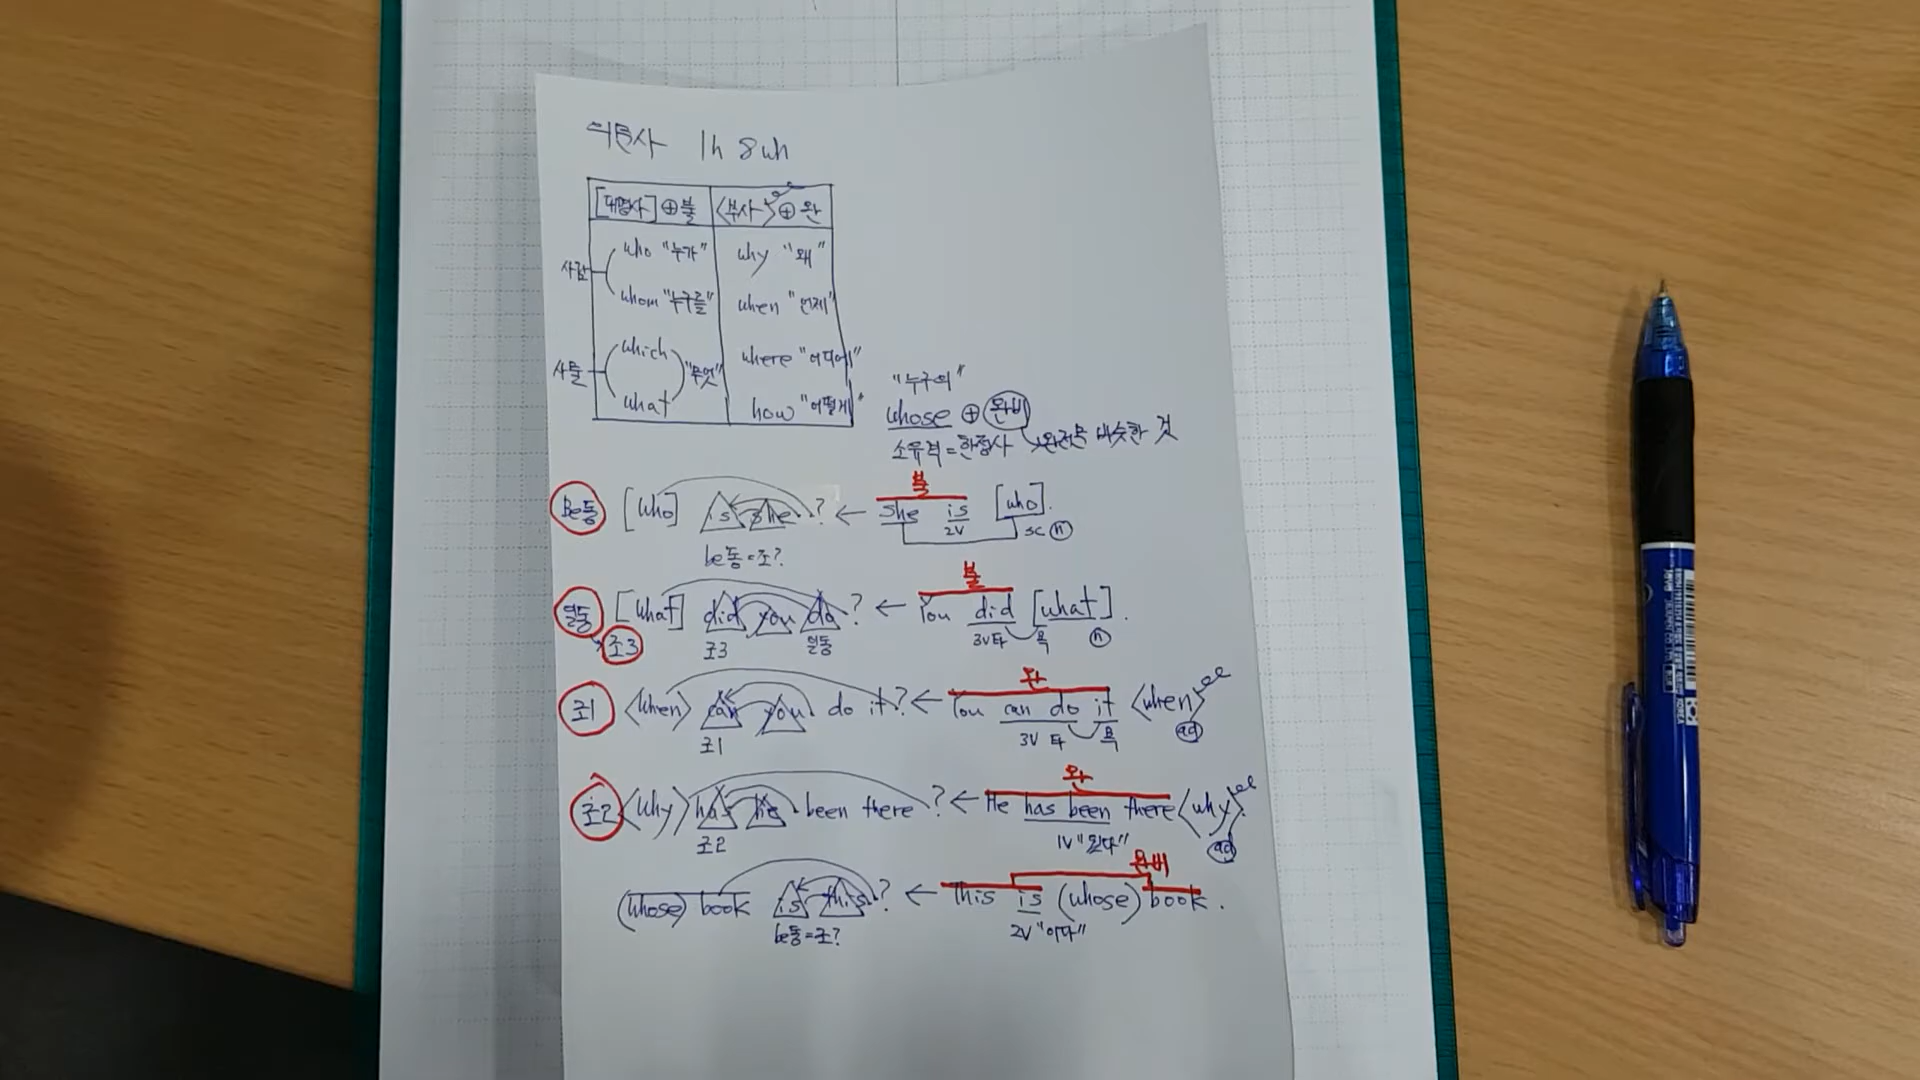 의문사 1h 8wh
[대명사]⊕불 <부사>⊕완
사람 who "누가" why "왜"
whom "누구를" when "언제"
사물 which "무엇" where "어디에"
what how "어떻게"
"누구의"
whose ⊕ 완비
소유격=한정사 완전은 비슷한 것
불
Be동 [who] is she ? ← she is [who].
2V sc n
be동=조?
불
일동 [what] did you do ? ← You did [what].
조3 조3 일동 3V타 목 n
완
조1 <when> can you do it? ← You can do it <when>
조1 3V 타 목 ad
완
조2 <why> has he been there ? ← He has been there <why>.
조2 1V "있다" ad
완비
(whose) book is this ? ← This is (whose) book.
be동=조? 2V "이다"